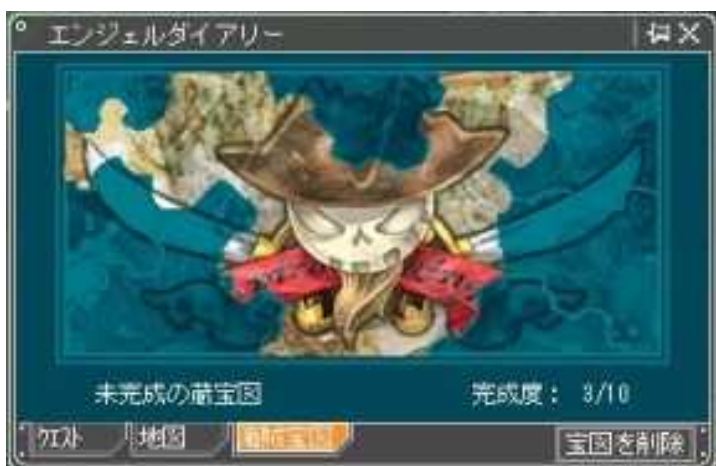 エンジェルダイアリー
未完成の蔵宝図
完成度: 3/10
クエスト
地図
宝図を削除